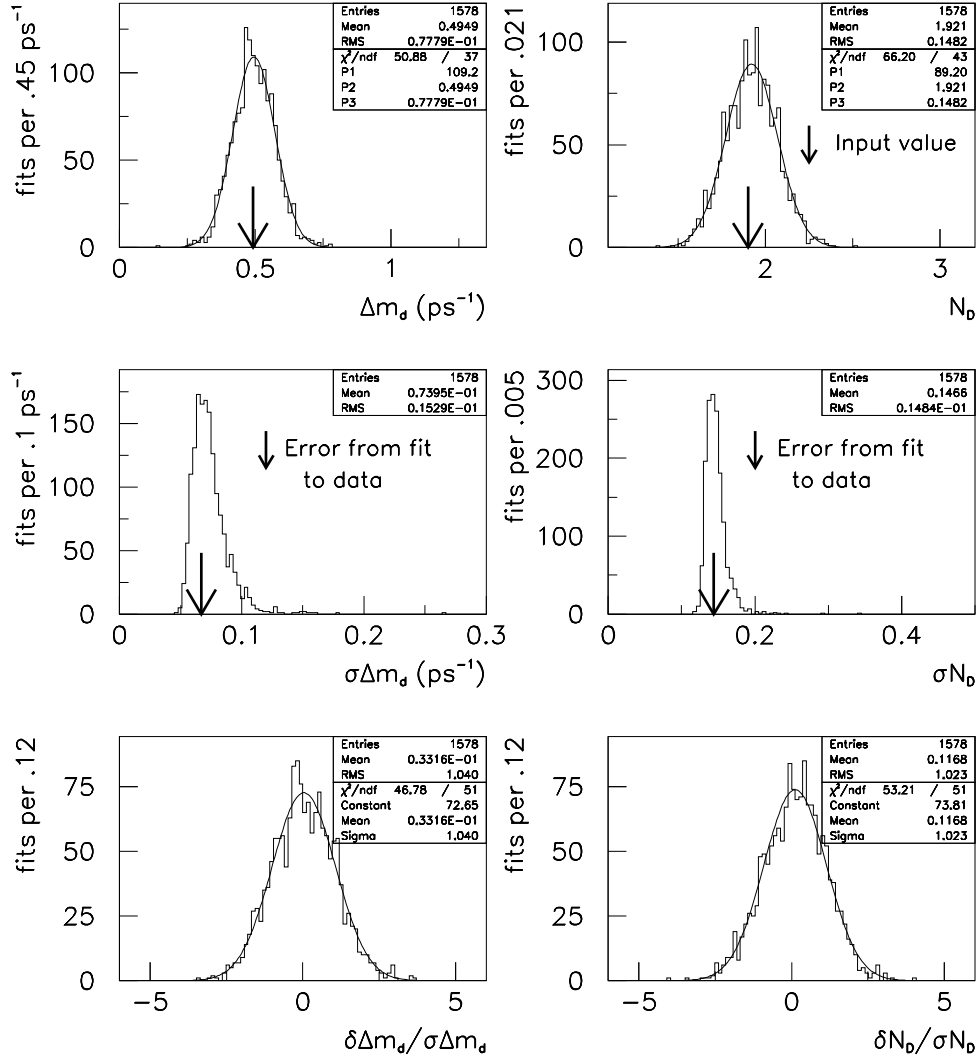 fits per .45 ps⁻¹
Entries 1578
Mean 0.4949
RMS 0.7779E-01
χ²/ndf 50.88 / 37
P1 109.2
P2 0.4949
P3 0.7779E-01
100
50
0
0 0.5 1
Δm_d (ps⁻¹)
fits per .021
Entries 1578
Mean 1.921
RMS 0.1482
χ²/ndf 66.20 / 43
P1 89.20
P2 1.921
P3 0.1482
Input value
100
50
0
2 3
N_D
fits per .1 ps⁻¹
Entries 1578
Mean 0.7395E-01
RMS 0.1529E-01
Error from fit
to data
150
100
50
0
0 0.1 0.2 0.3
σΔm_d (ps⁻¹)
fits per .005
Entries 1578
Mean 0.1466
RMS 0.1484E-01
Error from fit
to data
300
200
100
0
0 0.2 0.4
σN_D
fits per .12
Entries 1578
Mean 0.3316E-01
RMS 1.040
χ²/ndf 46.78 / 51
Constant 72.65
Mean 0.3316E-01
Sigma 1.040
75
50
25
0
−5 0 5
δΔm_d/σΔm_d
fits per .12
Entries 1578
Mean 0.1168
RMS 1.023
χ²/ndf 53.21 / 51
Constant 73.81
Mean 0.1168
Sigma 1.023
75
50
25
0
−5 0 5
δN_D/σN_D